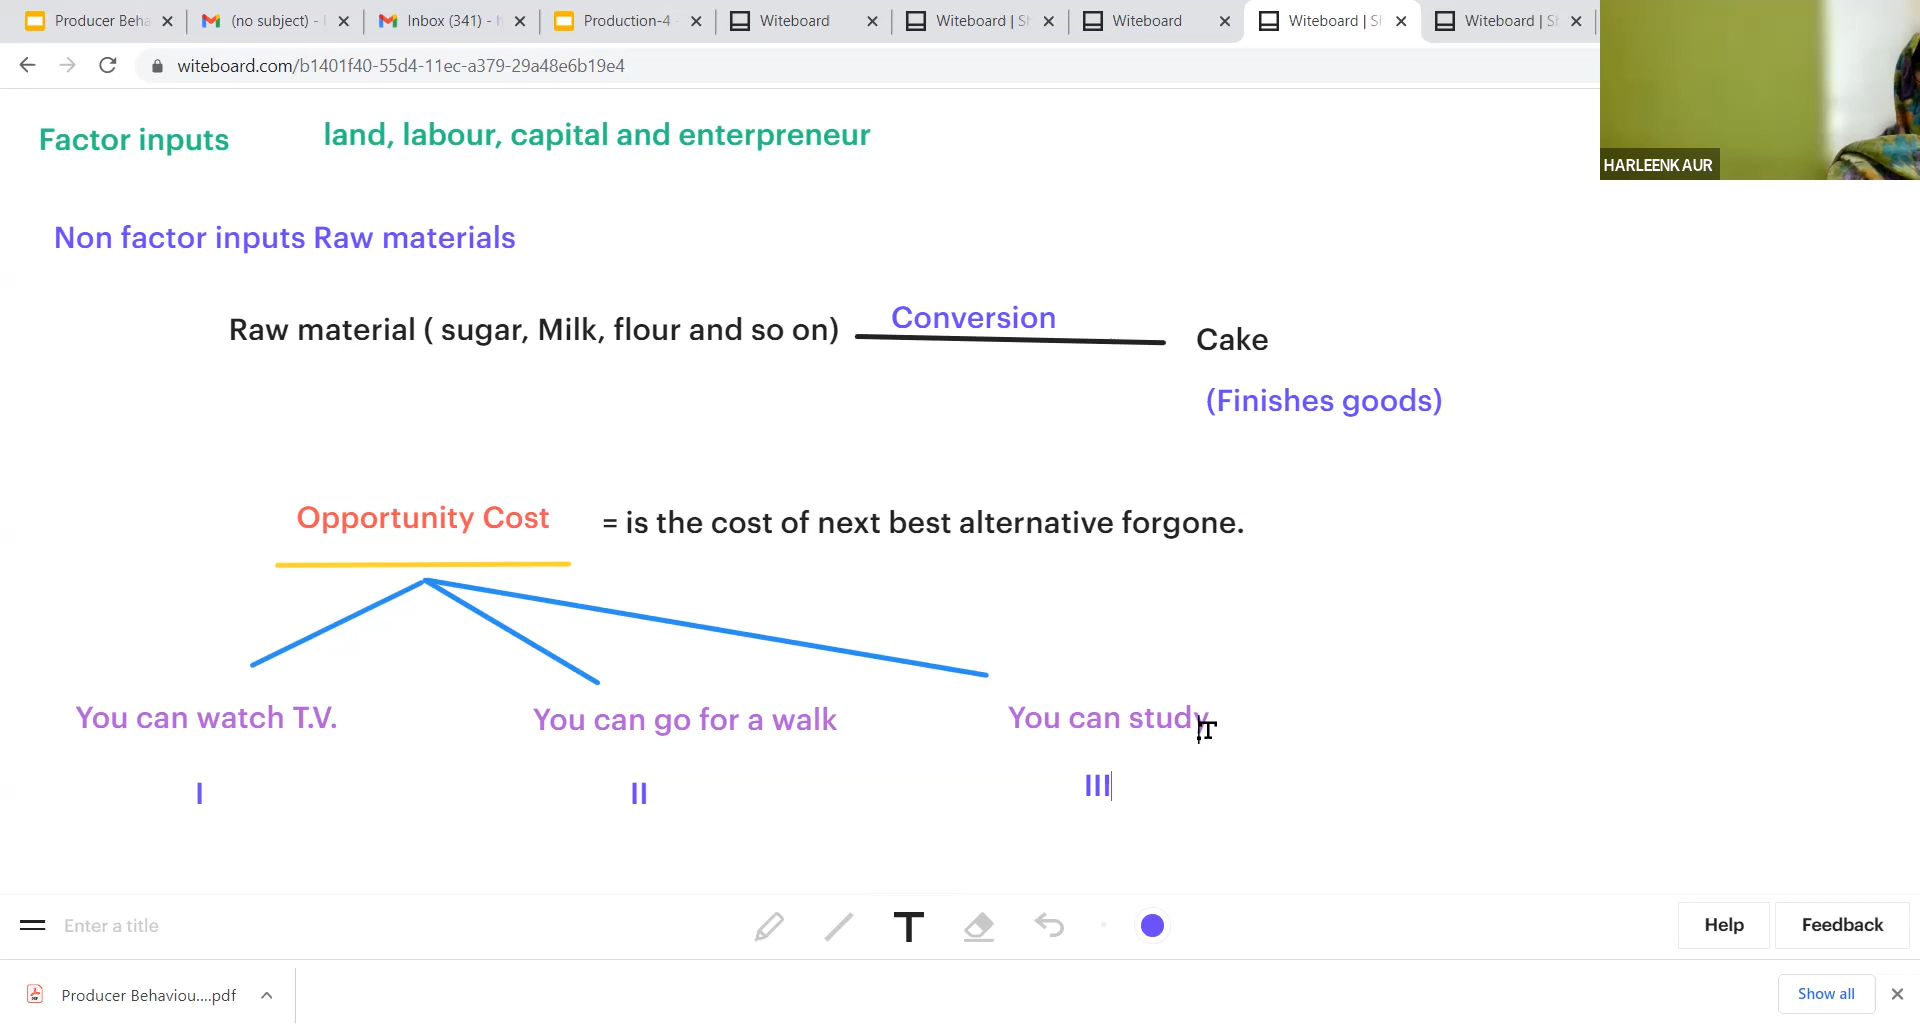 Producer Beha
(no subject) -
Inbox (341) -
Production-4
Witeboard
Witeboard | Sh
Witeboard
Witeboard | S
Witeboard | Sh
witeboard.com/b1401f40-55d4-11ec-a379-29a48e6b19e4
HARLEENKAUR
Factor inputs land, labour, capital and enterpreneur
Non factor inputs Raw materials
Raw material ( sugar, Milk, flour and so on) Conversion Cake
(Finishes goods)
Opportunity Cost = is the cost of next best alternative forgone.
You can watch T.V. You can go for a walk You can study
I II III
Enter a title
T
Help Feedback
Producer Behaviou....pdf
Show all